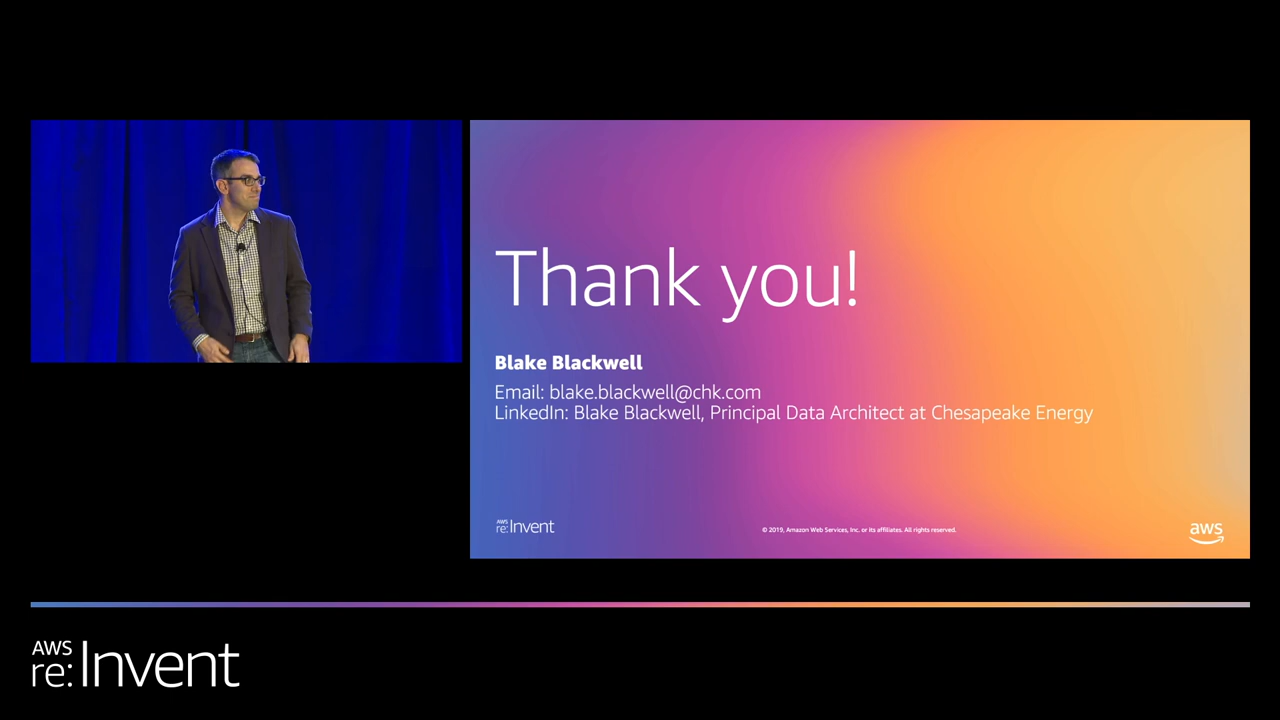 Thank you!
Blake Blackwell
Email: blake.blackwell@chk.com
LinkedIn: Blake Blackwell, Principal Data Architect at Chesapeake Energy
AWS
re:Invent
© 2019, Amazon Web Services, Inc. or its affiliates. All rights reserved.
aws
AWS
re:Invent